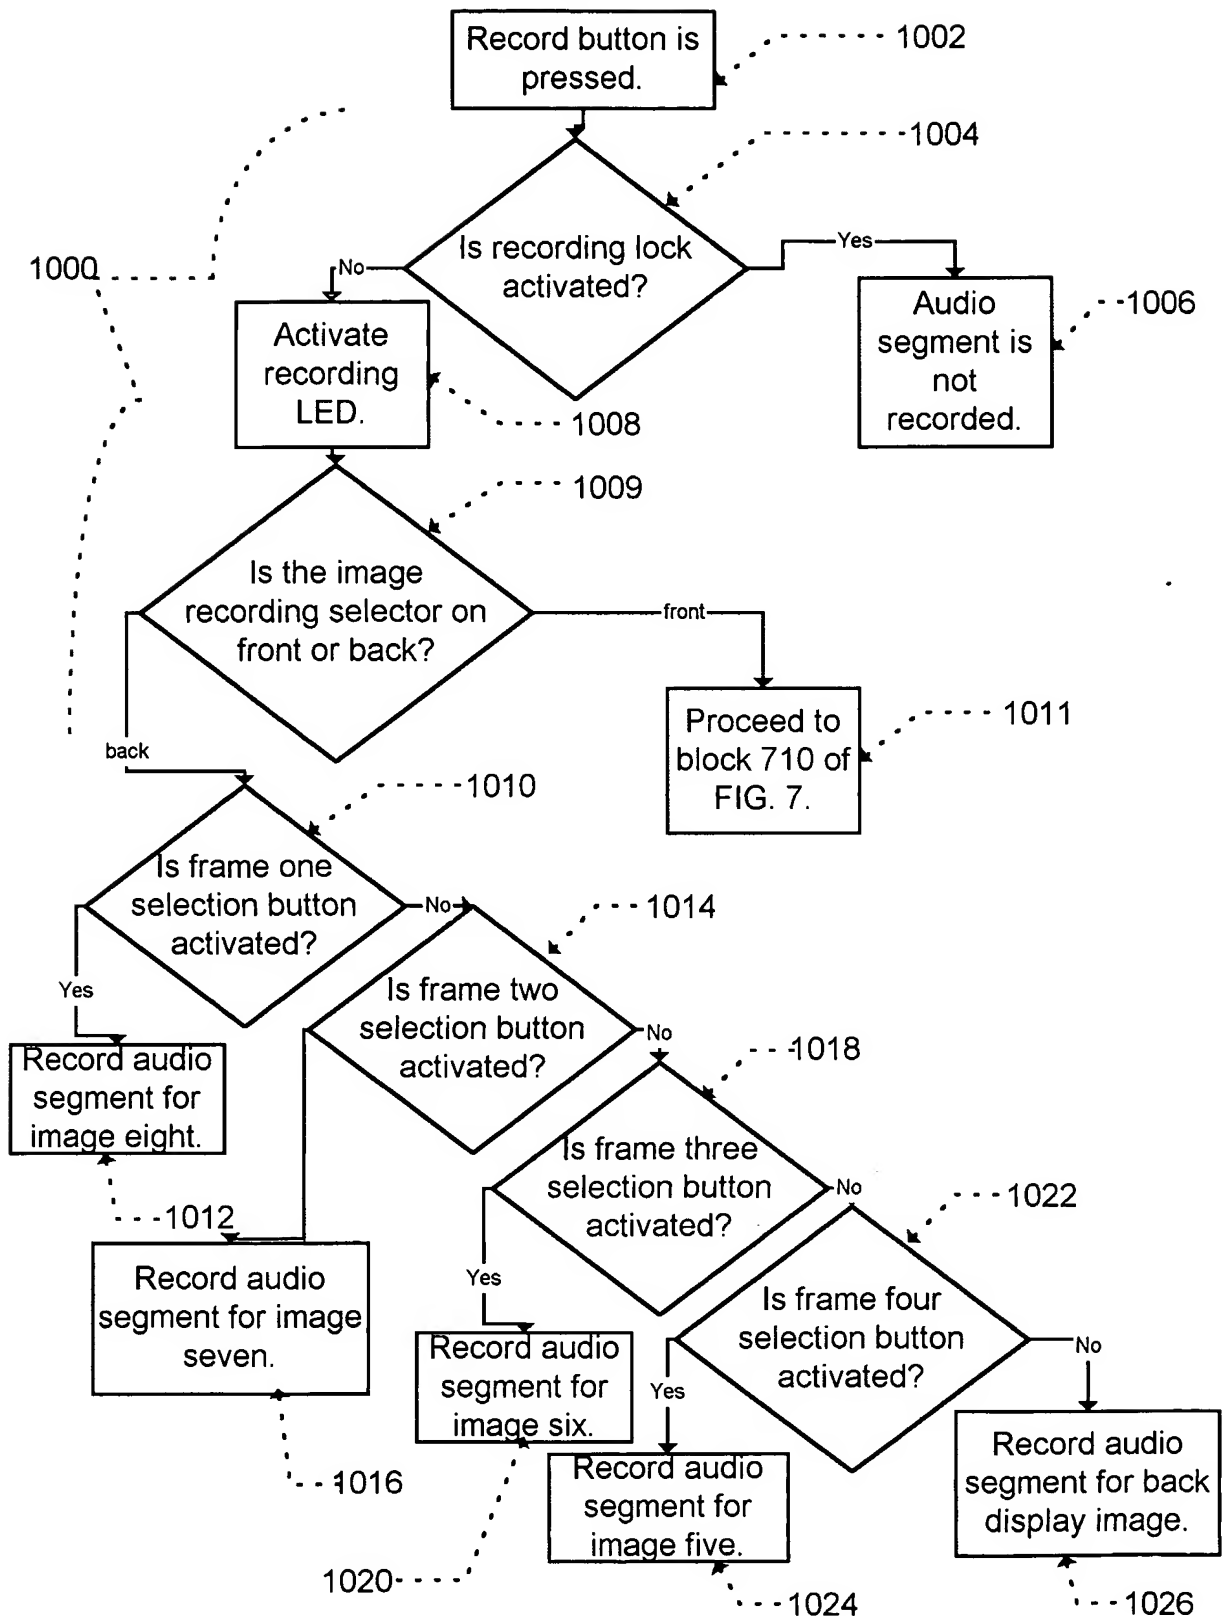 Record button is
pressed.
1002
1004
Is recording lock
activated?
Yes
No
1000
Audio
segment is
not
recorded.
1006
Activate
recording
LED.
1008
1009
Is the image
recording selector on
front or back?
front
back
Proceed to
block 710 of
FIG. 7.
1011
1010
Is frame one
selection button
activated?
No
Yes
1014
Is frame two
selection button
activated?
No
Record audio
segment for
image eight.
1012
1018
Is frame three
selection button
activated?
No
Yes
Record audio
segment for image
seven.
1016
1022
Is frame four
selection button
activated?
No
Yes
Record audio
segment for
image six.
1020
Record audio
segment for
image five.
1024
Record audio
segment for back
display image.
1026